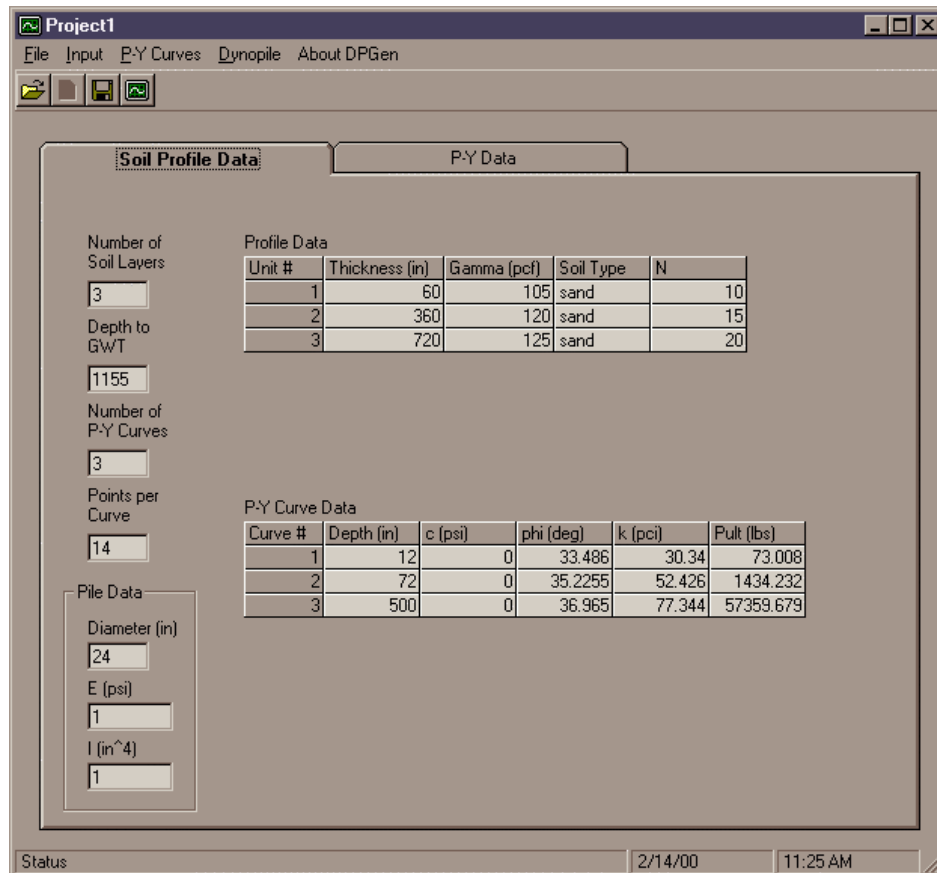 Project1
File Input P-Y Curves Dynopile About DPGen
Soil Profile Data P-Y Data
Number of
Soil Layers
3
Depth to
GWT
1155
Number of
P-Y Curves
3
Points per
Curve
14
Pile Data
Diameter (in)
24
E (psi)
1
I (in^4)
1
Profile Data
Unit # Thickness (in) Gamma (pcf) Soil Type N
1 60 105 sand 10
2 360 120 sand 15
3 720 125 sand 20
P-Y Curve Data
Curve # Depth (in) c (psi) phi (deg) k (pci) Pult (lbs)
1 12 0 33.486 30.34 73.008
2 72 0 35.2255 52.426 1434.232
3 500 0 36.965 77.344 57359.679
Status 2/14/00 11:25 AM